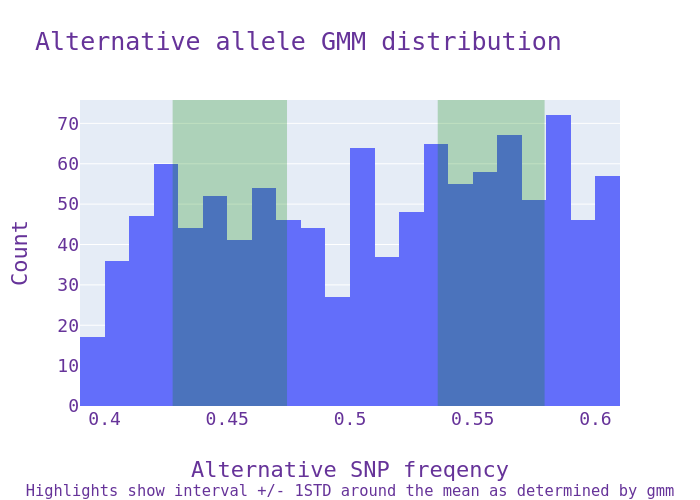 Alternative allele GMM distribution
Count
70
60
50
40
30
20
10
0
0.4 0.45 0.5 0.55 0.6
Alternative SNP freqency
Highlights show interval +/- 1STD around the mean as determined by gmm